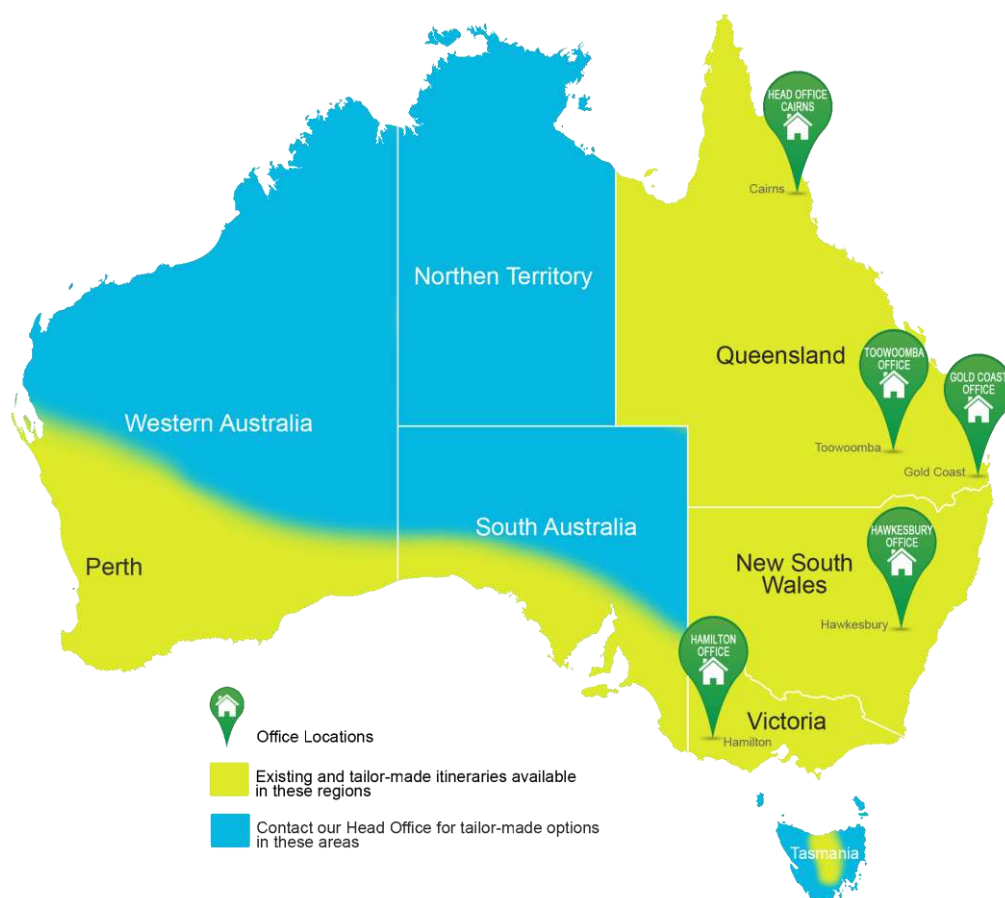 HEAD OFFICE
CAIRNS
Cairns
Northen Territory
Queensland
TOOWOOMBA
OFFICE
GOLD COAST
OFFICE
Western Australia
Toowoomba
Gold Coast
South Australia
HAWKESBURY
OFFICE
Perth
New South
Wales
Hawkesbury
HAMILTON
OFFICE
Victoria
Hamilton
Office Locations
Existing and tailor-made itineraries available
in these regions
Contact our Head Office for tailor-made options
in these areas
Tasmania